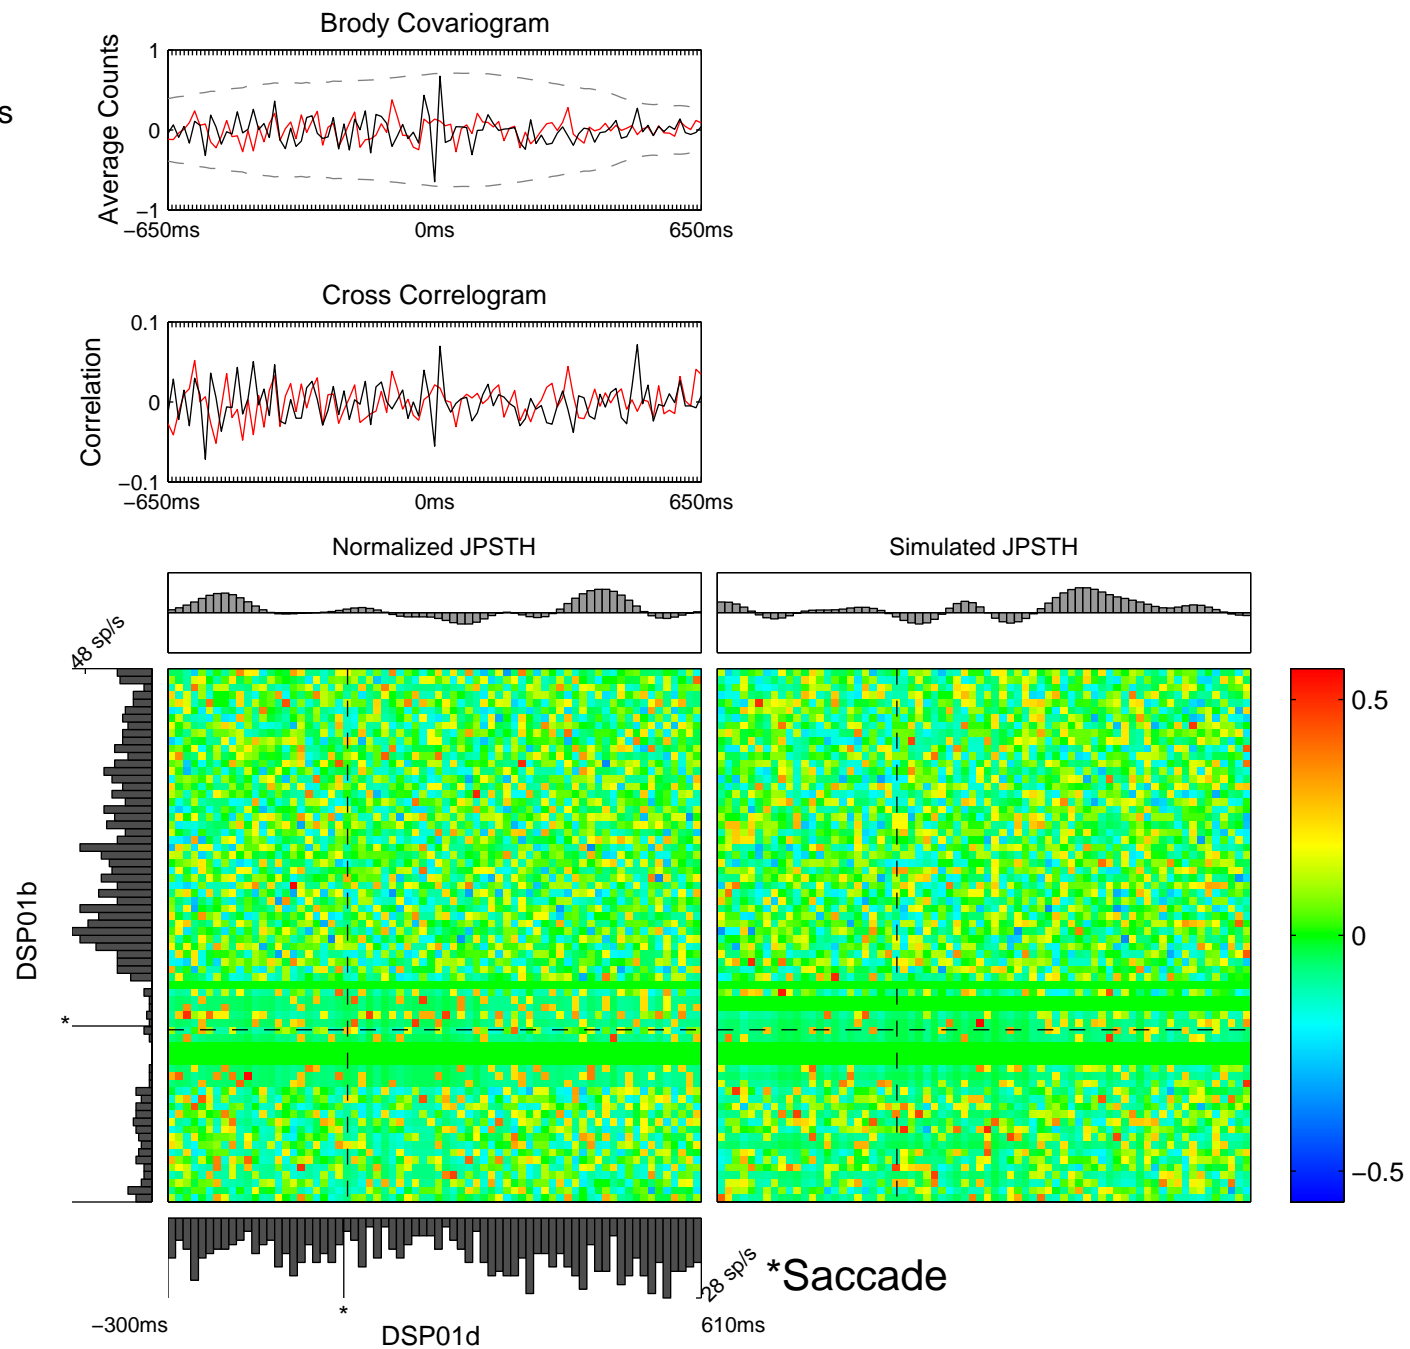 Brody Covariogram
s
Average Counts
1
0
−1
−650ms
0ms
650ms
Cross Correlogram
Correlation
0.1
0
−0.1
−650ms
0ms
650ms
Normalized JPSTH
Simulated JPSTH
48 sp/s
DSP01b
*
0.5
0
−0.5
28 sp/s
*Saccade
*
−300ms
DSP01d
610ms